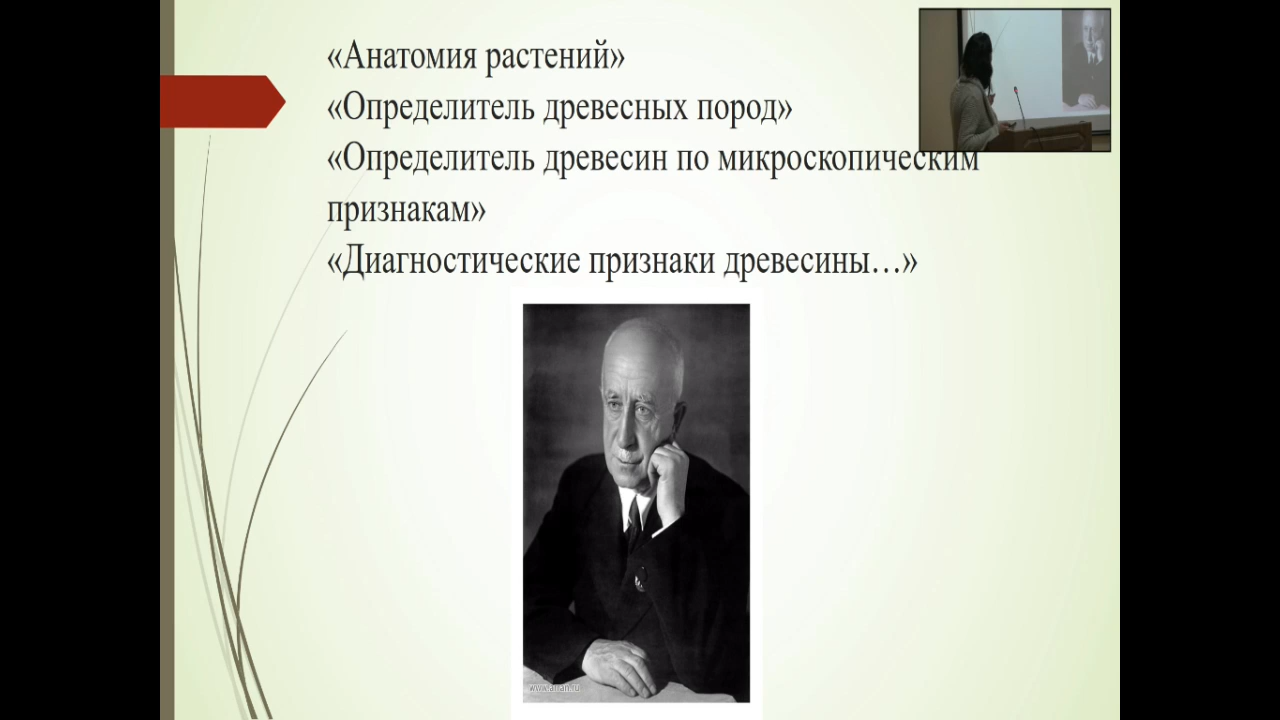 «Анатомия растений»
«Определитель древесных пород»
«Определитель древесин по микроскопическим
признакам»
«Диагностические признаки древесины…»